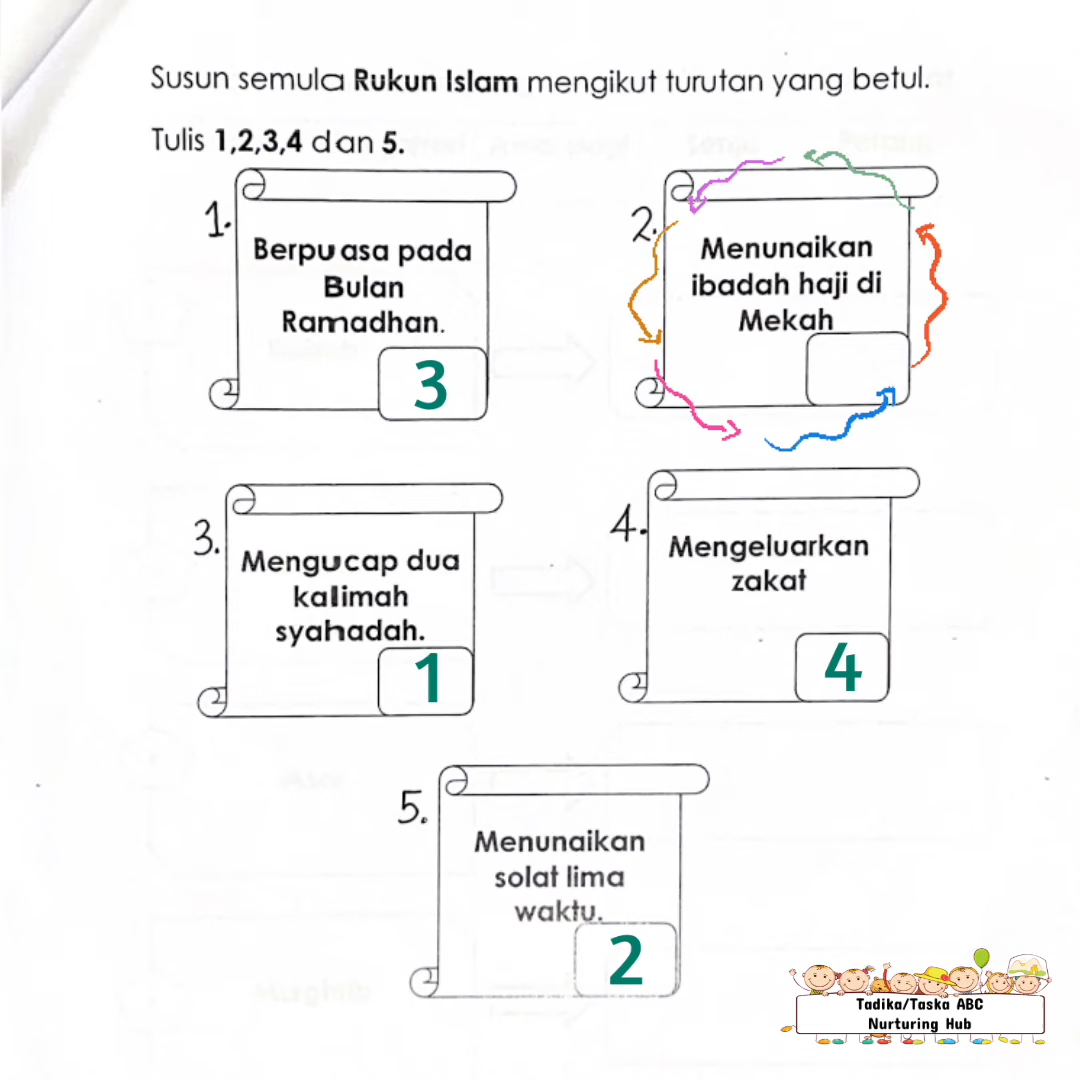 Susun semula Rukun Islam mengikut turutan yang betul.
Tulis 1,2,3,4 dan 5.
1.
Berpuasa pada
Bulan
Ramadhan.
3
2.
Menunaikan
ibadah haji di
Mekah
3.
Mengucap dua
kalimah
syahadah.
1
4.
Mengeluarkan
zakat
4
5.
Menunaikan
solat lima
waktu.
2
Tadika/Taska ABC
Nurturing Hub